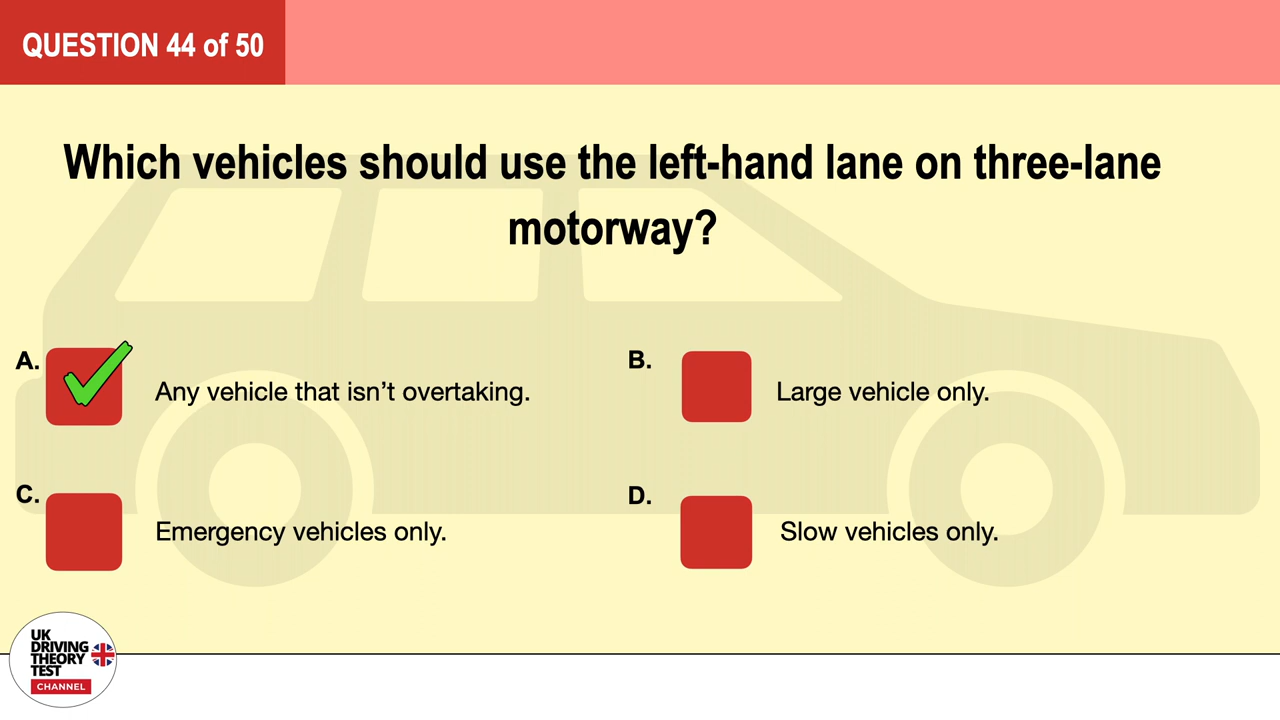 QUESTION 44 of 50
Which vehicles should use the left-hand lane on three-lane
motorway?
A.
Any vehicle that isn’t overtaking.
B.
Large vehicle only.
C.
Emergency vehicles only.
D.
Slow vehicles only.
UK
DRIVING
THEORY
TEST
CHANNEL